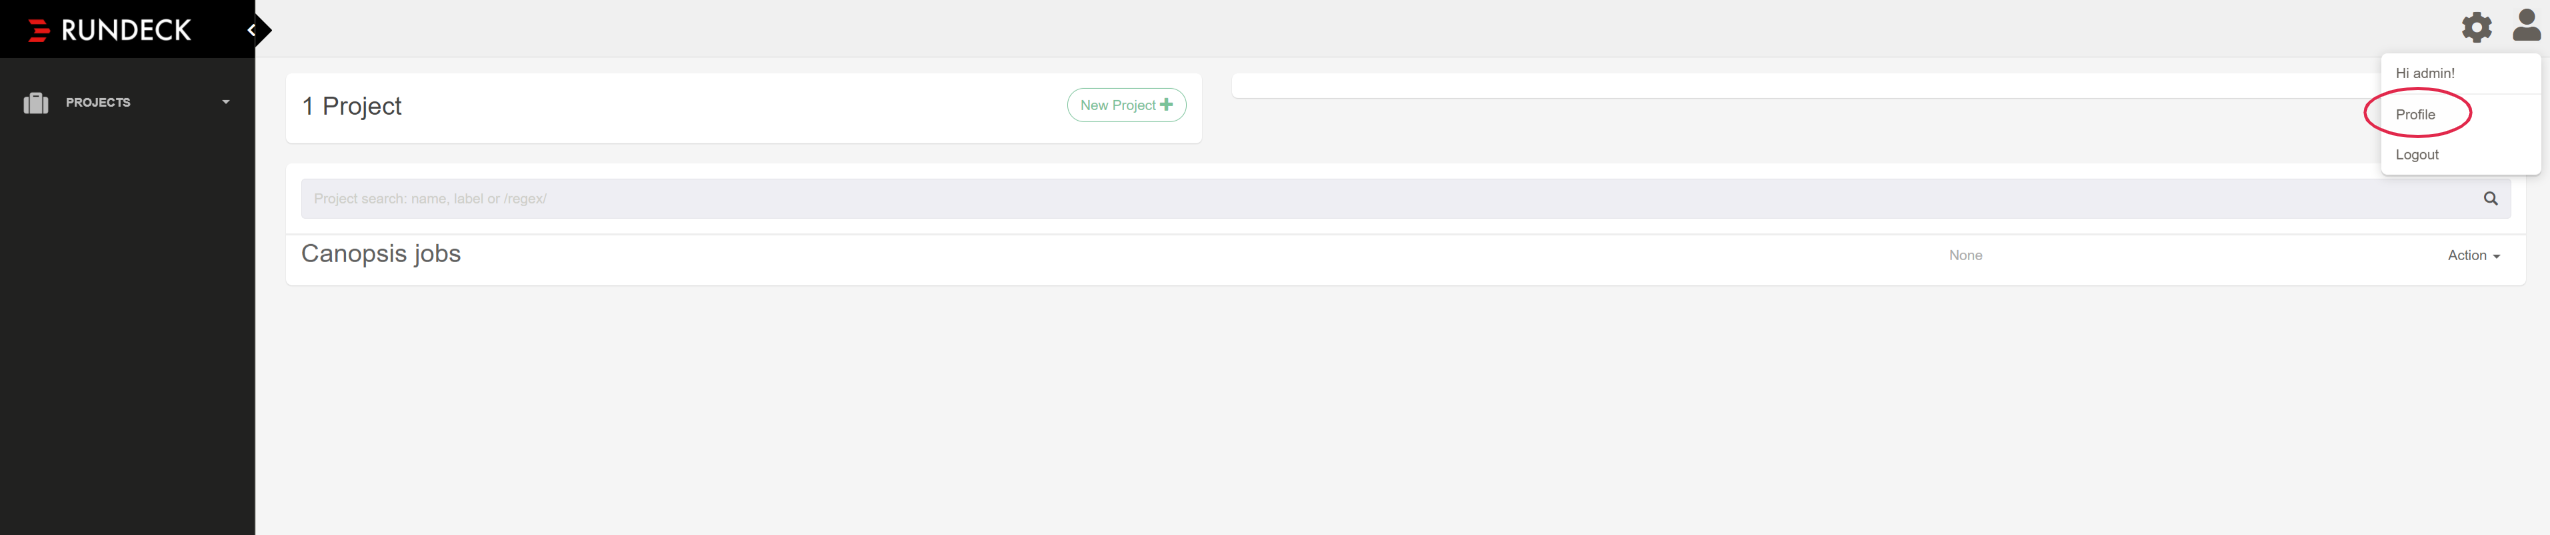 RUNDECK
PROJECTS
1 Project
New Project
Hi admin!
Profile
Logout
Project search: name, label or /regex/
Canopsis jobs
None
Action